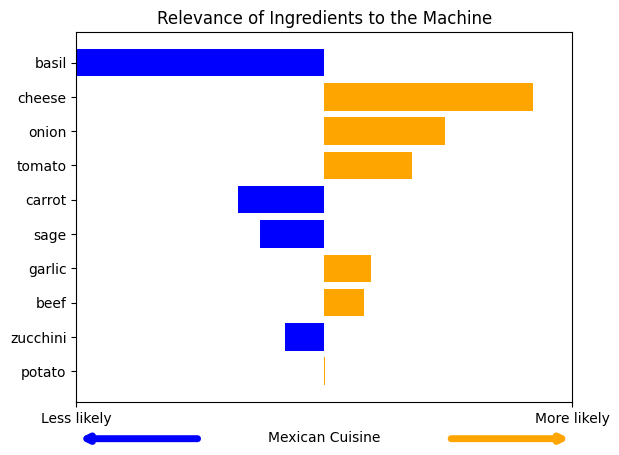 Relevance of Ingredients to the Machine
basil
cheese
onion
tomato
carrot
sage
garlic
beef
zucchini
potato
Less likely
More likely
Mexican Cuisine